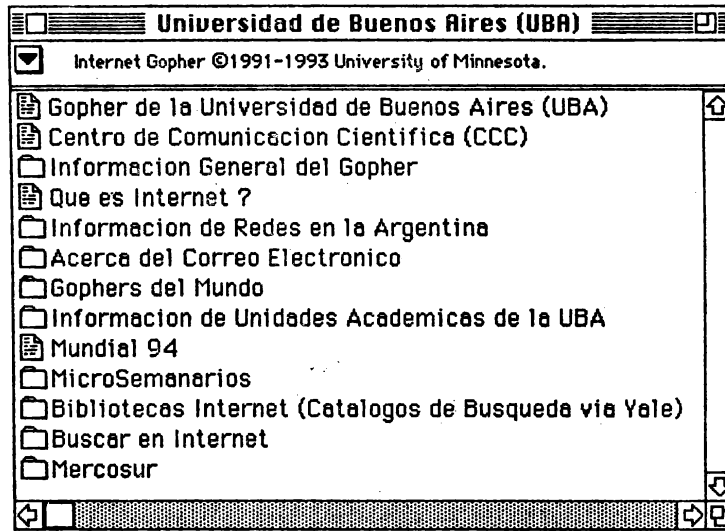 Universidad de Buenos Aires (UBA)
Internet Gopher ©1991-1993 University of Minnesota.
Gopher de la Universidad de Buenos Aires (UBA)
Centro de Comunicacion Cientifica (CCC)
Informacion General del Gopher
Que es Internet ?
Informacion de Redes en la Argentina
Acerca del Correo Electronico
Gophers del Mundo
Informacion de Unidades Academicas de la UBA
Mundial 94
MicroSemanarios
Bibliotecas Internet (Catalogos de Busqueda via Yale)
Buscar en Internet
Mercosur